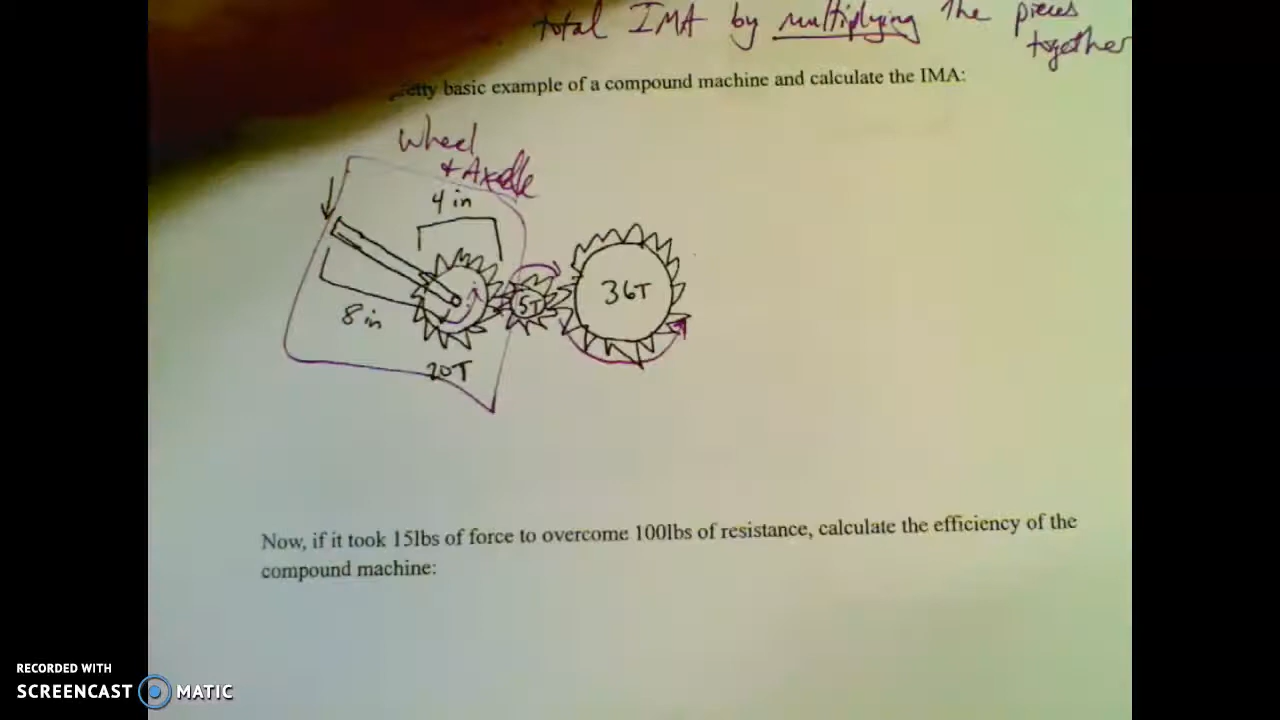 total IMA by multiplying the pieces
together
pretty basic example of a compound machine and calculate the IMA:
Wheel
+ Axle
4 in
8 in
5T
36T
20T
Now, if it took 15lbs of force to overcome 100lbs of resistance, calculate the efficiency of the
compound machine:
RECORDED WITH
SCREENCAST MATIC